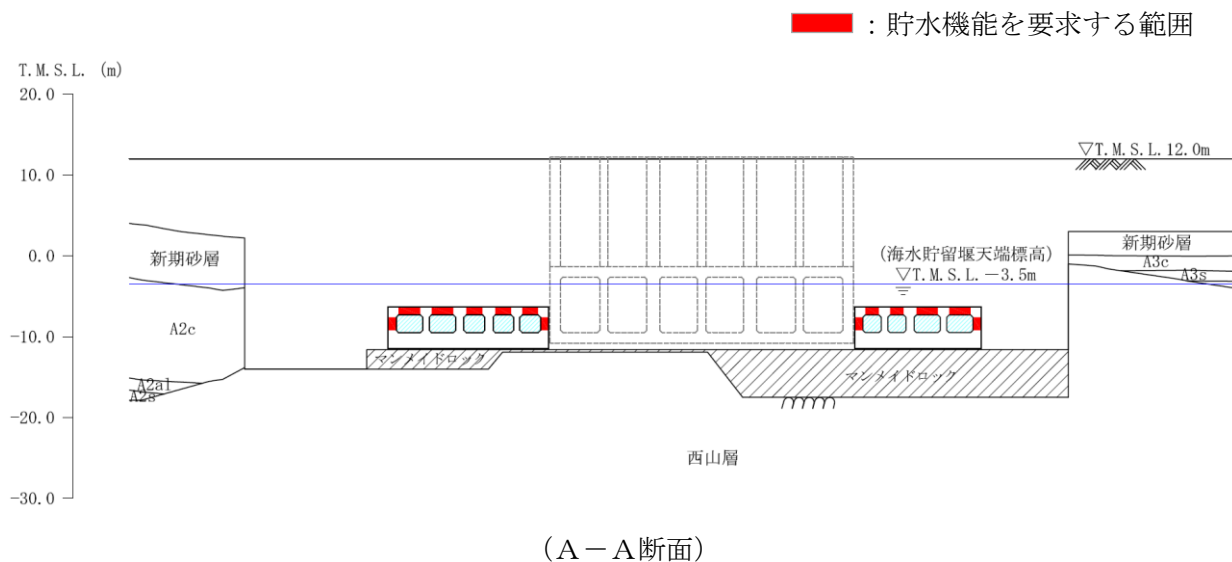 ：貯水機能を要求する範囲
T.M.S.L. (m)
20.0
▽T.M.S.L.12.0m
10.0
新期砂層
(海水貯留堰天端標高)
▽T.M.S.L.－3.5m
新期砂層
A3c
A3s
0.0
A2c
-10.0
マンメイドロック
マンメイドロック
A2al
A2s
-20.0
西山層
-30.0
（A－A断面）